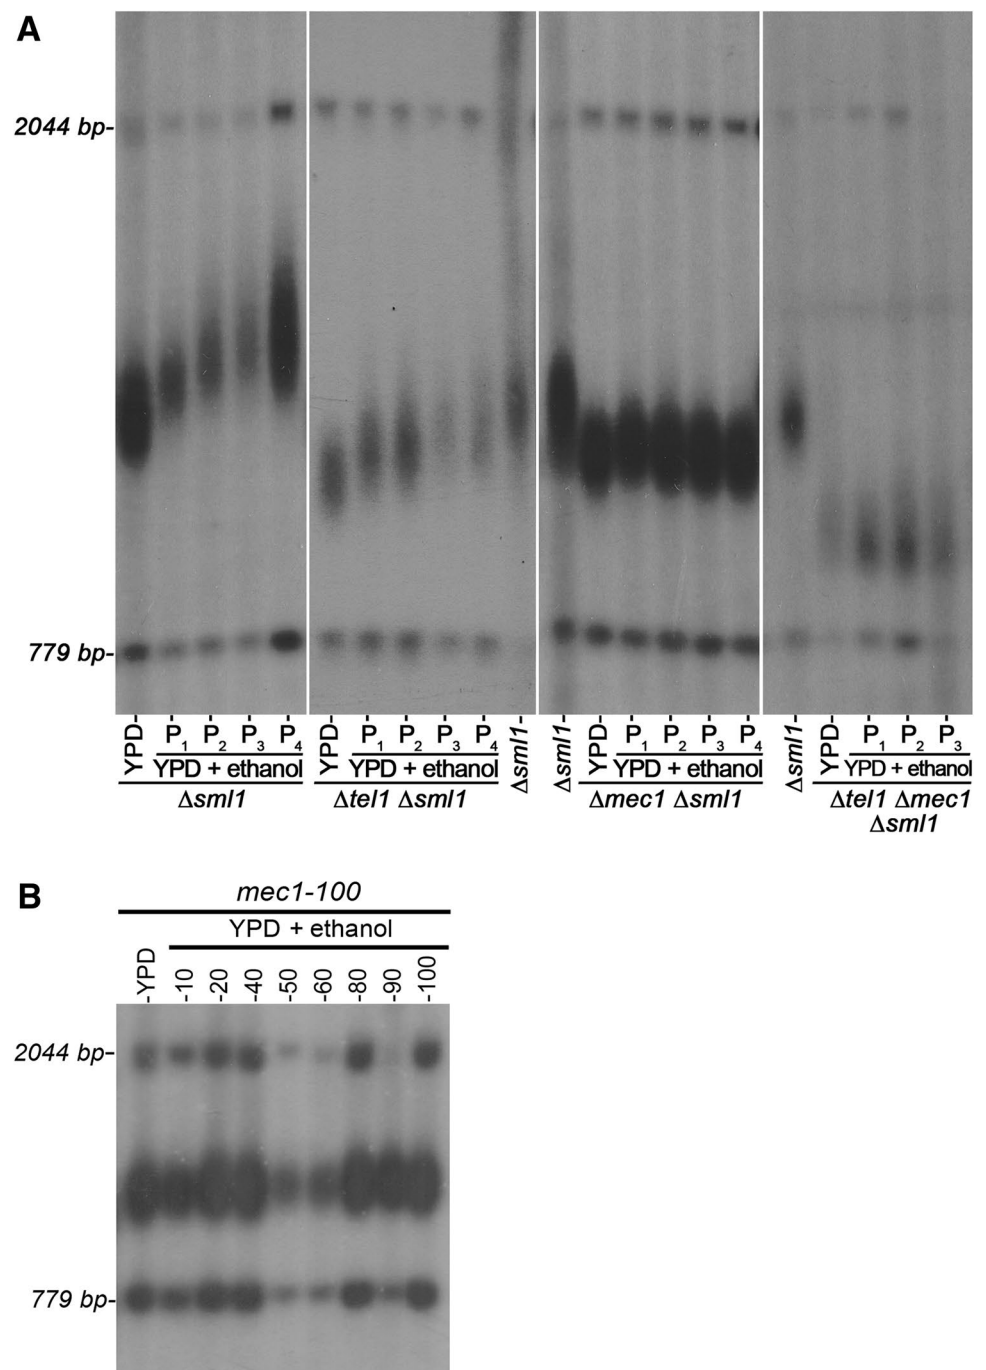 A
2044 bp-
779 bp-
YPD- P1 P2 P3 P4 YPD- P1 P2 P3 P4 Δsml1- Δsml1- YPD- P1 P2 P3 P4 Δsml1- YPD- P1 P2 P3
YPD + ethanol YPD + ethanol YPD + ethanol YPD + ethanol
Δsml1 Δtel1 Δsml1 Δmec1 Δsml1 Δtel1 Δmec1
Δsml1
B
mec1-100
YPD + ethanol
-YPD -10 -20 -40 -50 -60 -80 -90 -100
2044 bp-
779 bp-